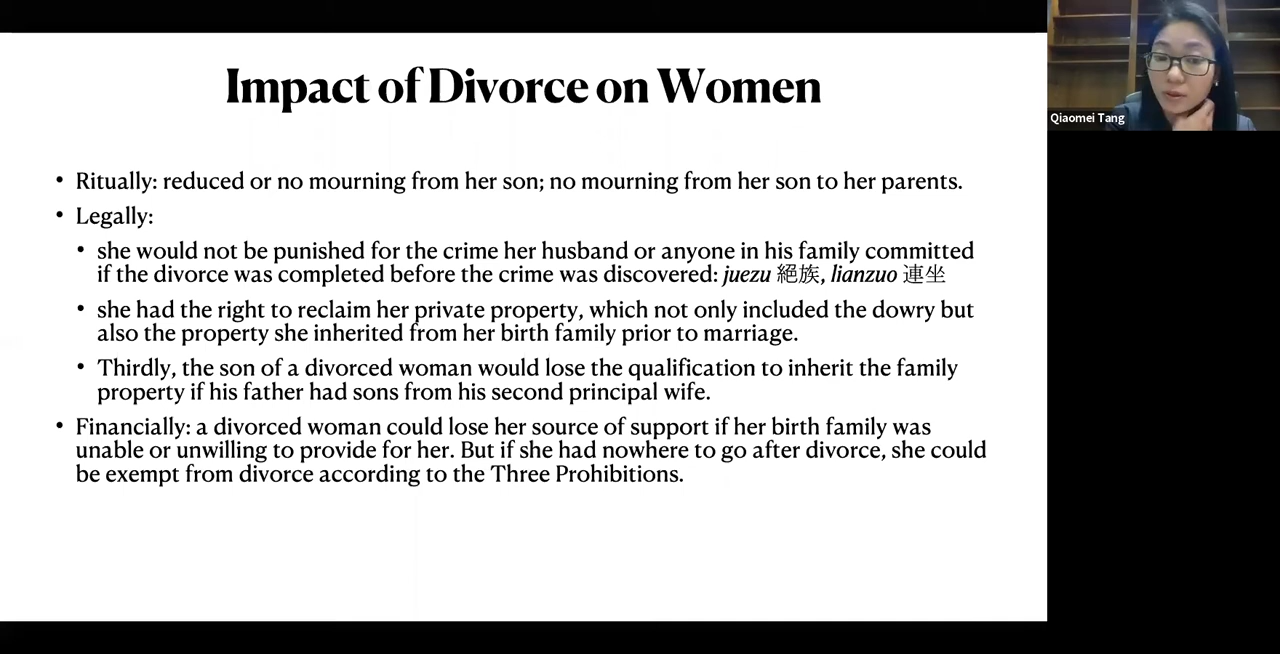 Impact of Divorce on Women
Qiaomei Tang
• Ritually: reduced or no mourning from her son; no mourning from her son to her parents.
• Legally:
• she would not be punished for the crime her husband or anyone in his family committed
if the divorce was completed before the crime was discovered: juezu 絕族, lianzuo 連坐
• she had the right to reclaim her private property, which not only included the dowry but
also the property she inherited from her birth family prior to marriage.
• Thirdly, the son of a divorced woman would lose the qualification to inherit the family
property if his father had sons from his second principal wife.
• Financially: a divorced woman could lose her source of support if her birth family was
unable or unwilling to provide for her. But if she had nowhere to go after divorce, she could
be exempt from divorce according to the Three Prohibitions.